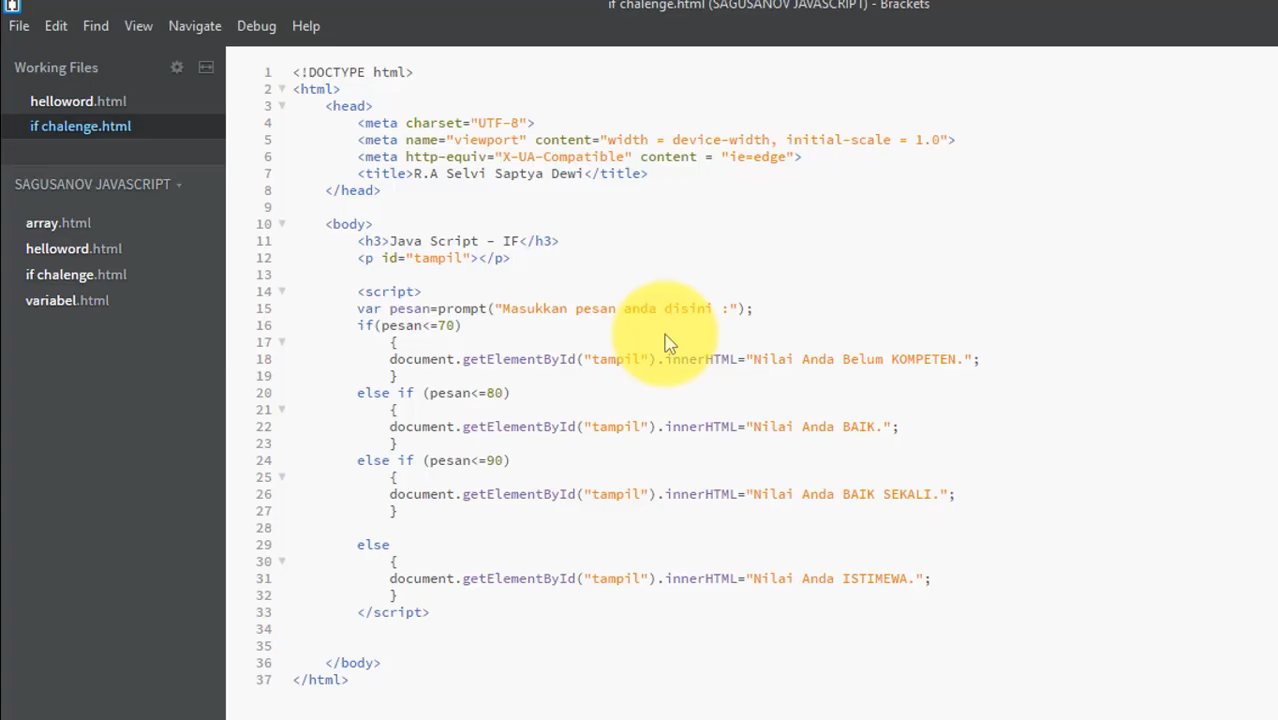 if chalenge.html (SAGUSANOV JAVASCRIPT) - Brackets
File Edit Find View Navigate Debug Help
Working Files
helloword.html
if chalenge.html
SAGUSANOV JAVASCRIPT
array.html
helloword.html
if chalenge.html
variabel.html
1 <!DOCTYPE html>
2 <html>
3 <head>
4 <meta charset="UTF-8">
5 <meta name="viewport" content="width = device-width, initial-scale = 1.0">
6 <meta http-equiv="X-UA-Compatible" content = "ie=edge">
7 <title>R.A Selvi Saptya Dewi</title>
8 </head>
9
10 <body>
11 <h3>Java Script - IF</h3>
12 <p id="tampil"></p>
13
14 <script>
15 var pesan=prompt("Masukkan pesan anda disini :");
16 if(pesan<=70)
17 {
18 document.getElementById("tampil").innerHTML="Nilai Anda Belum KOMPETEN.";
19 }
20 else if (pesan<=80)
21 {
22 document.getElementById("tampil").innerHTML="Nilai Anda BAIK.";
23 }
24 else if (pesan<=90)
25 {
26 document.getElementById("tampil").innerHTML="Nilai Anda BAIK SEKALI.";
27 }
28
29 else
30 {
31 document.getElementById("tampil").innerHTML="Nilai Anda ISTIMEWA.";
32 }
33 </script>
34
35
36 </body>
37 </html>